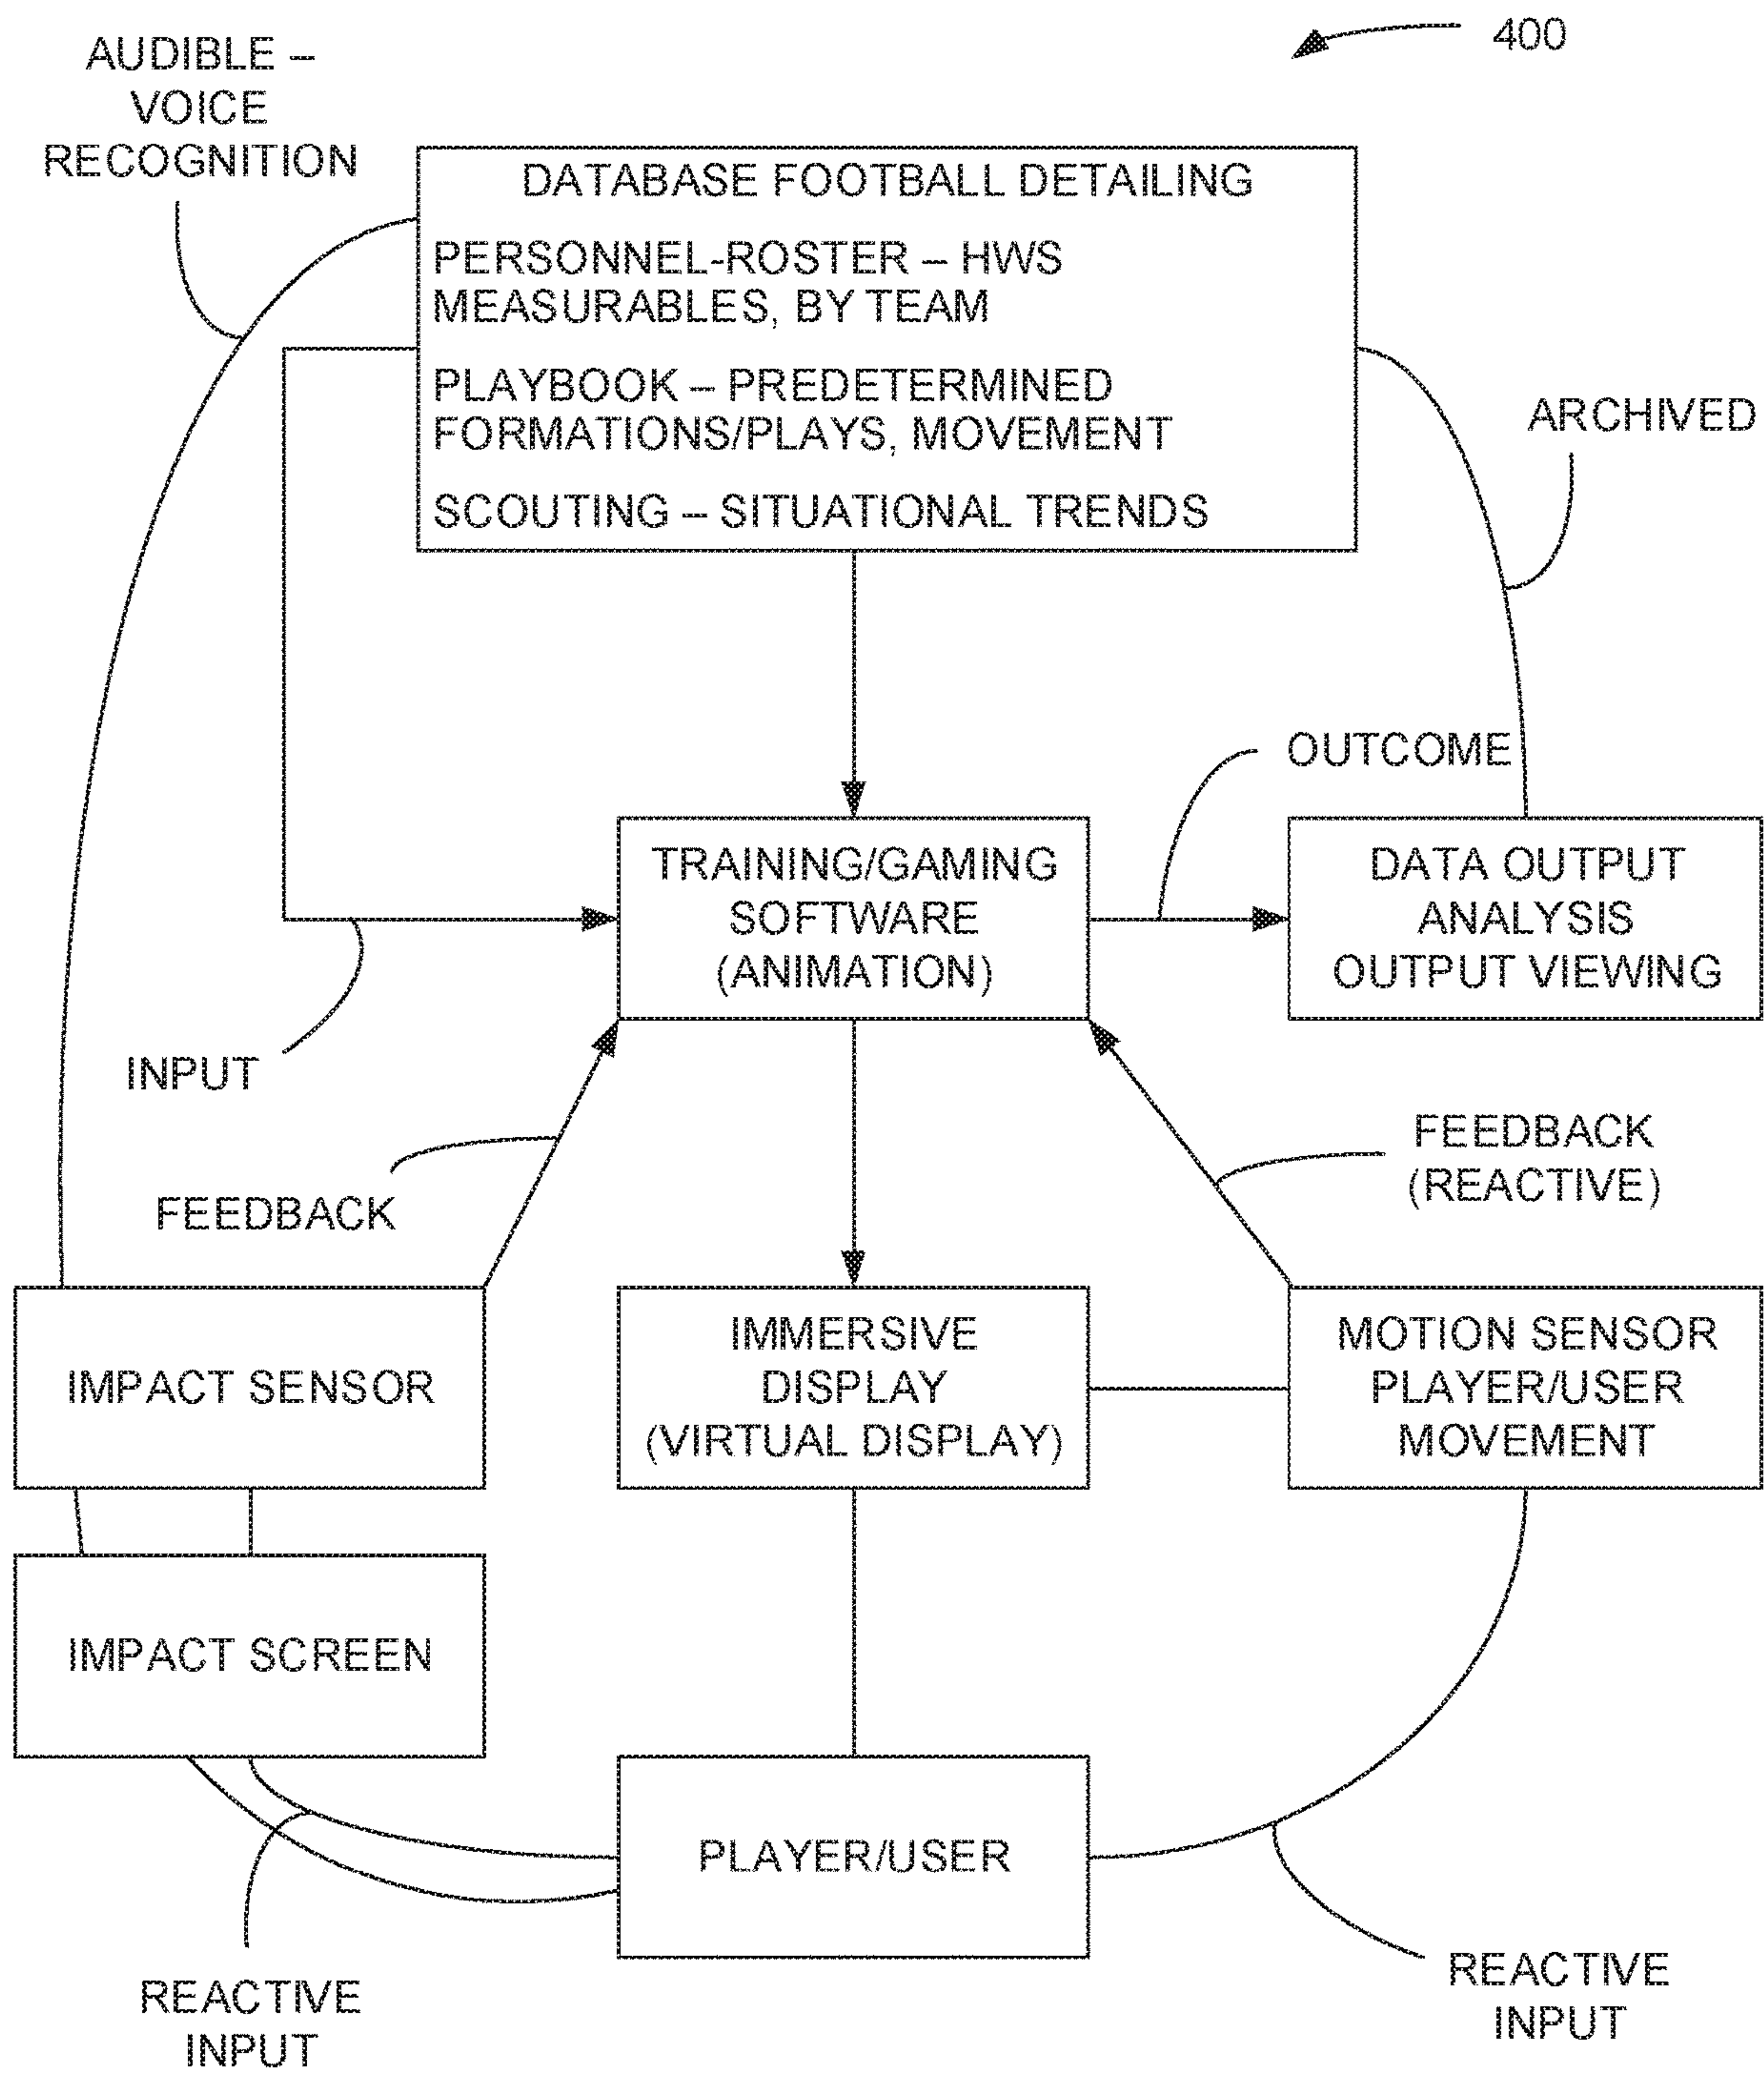 400
AUDIBLE –
VOICE
RECOGNITION
DATABASE FOOTBALL DETAILING
PERSONNEL-ROSTER – HWS
MEASURABLES, BY TEAM
PLAYBOOK – PREDETERMINED
FORMATIONS/PLAYS, MOVEMENT
SCOUTING – SITUATIONAL TRENDS
ARCHIVED
OUTCOME
TRAINING/GAMING
SOFTWARE
(ANIMATION)
DATA OUTPUT
ANALYSIS
OUTPUT VIEWING
INPUT
FEEDBACK
FEEDBACK
(REACTIVE)
IMPACT SENSOR
IMMERSIVE
DISPLAY
(VIRTUAL DISPLAY)
MOTION SENSOR
PLAYER/USER
MOVEMENT
IMPACT SCREEN
PLAYER/USER
REACTIVE
INPUT
REACTIVE
INPUT